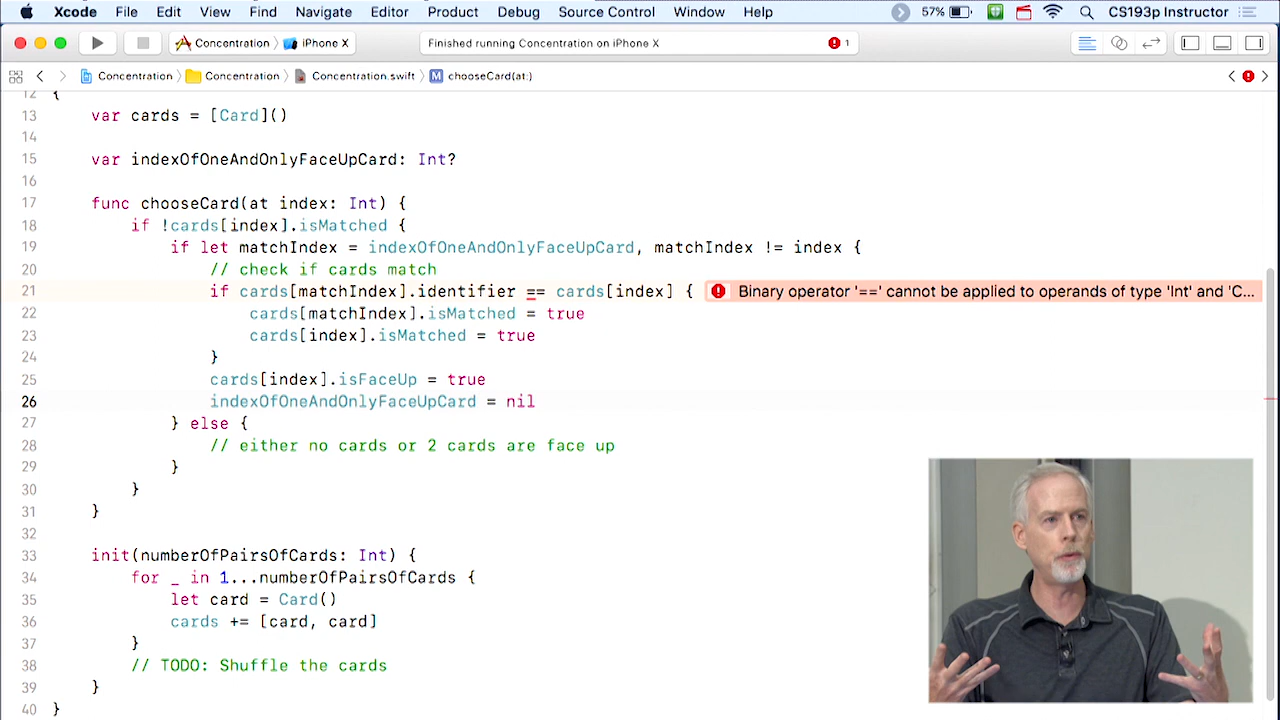 Xcode File Edit View Find Navigate Editor Product Debug Source Control Window Help 57% CS193p Instructor
Concentration iPhone X Finished running Concentration on iPhone X 1
Concentration Concentration Concentration.swift M chooseCard(at:)
12 {
13 var cards = [Card]()
14
15 var indexOfOneAndOnlyFaceUpCard: Int?
16
17 func chooseCard(at index: Int) {
18 if !cards[index].isMatched {
19 if let matchIndex = indexOfOneAndOnlyFaceUpCard, matchIndex != index {
20 // check if cards match
21 if cards[matchIndex].identifier == cards[index] { Binary operator '==' cannot be applied to operands of type 'Int' and 'C...
22 cards[matchIndex].isMatched = true
23 cards[index].isMatched = true
24 }
25 cards[index].isFaceUp = true
26 indexOfOneAndOnlyFaceUpCard = nil
27 } else {
28 // either no cards or 2 cards are face up
29 }
30 }
31 }
32
33 init(numberOfPairsOfCards: Int) {
34 for _ in 1...numberOfPairsOfCards {
35 let card = Card()
36 cards += [card, card]
37 }
38 // TODO: Shuffle the cards
39 }
40 }